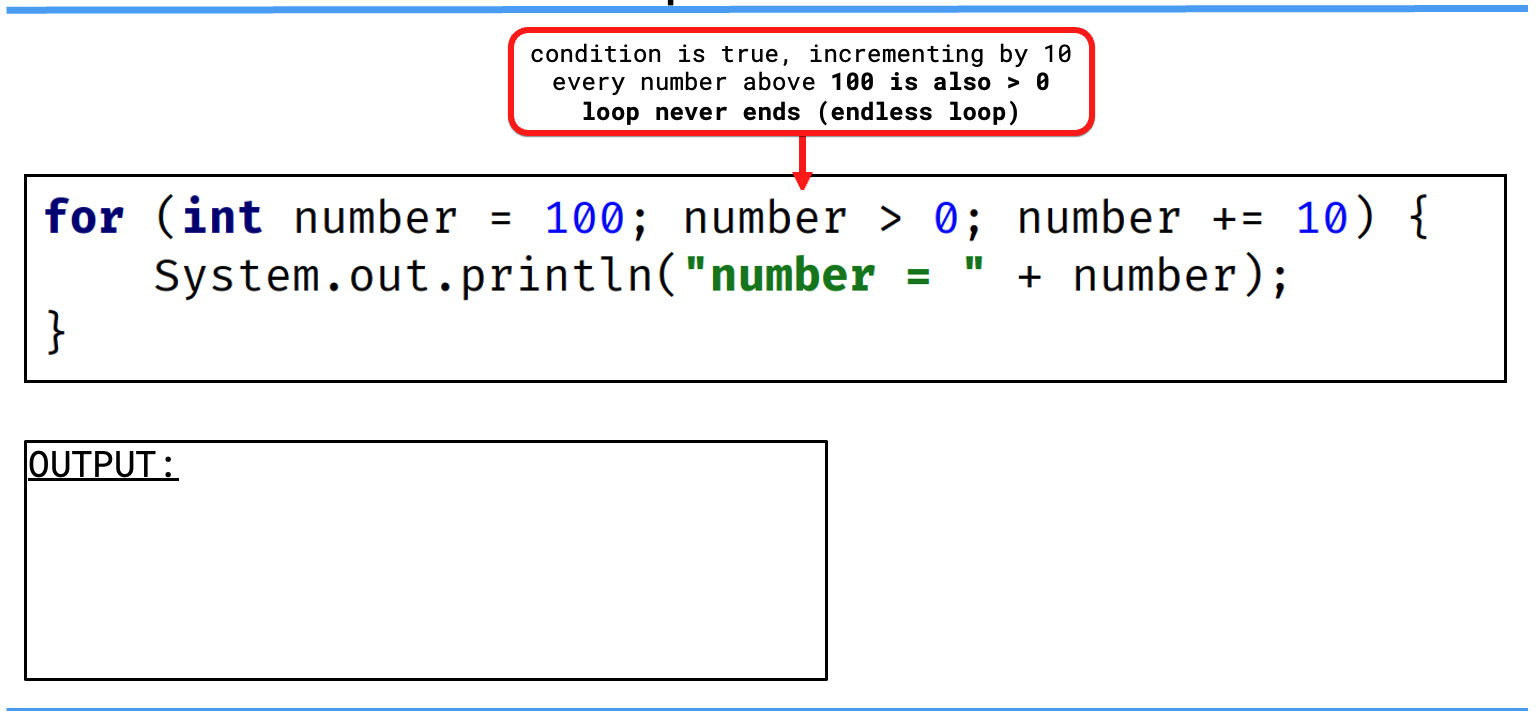 condition is true, incrementing by 10
every number above 100 is also > 0
loop never ends (endless loop)
for (int number = 100; number > 0; number += 10) {
    System.out.println("number = " + number);
}
OUTPUT: